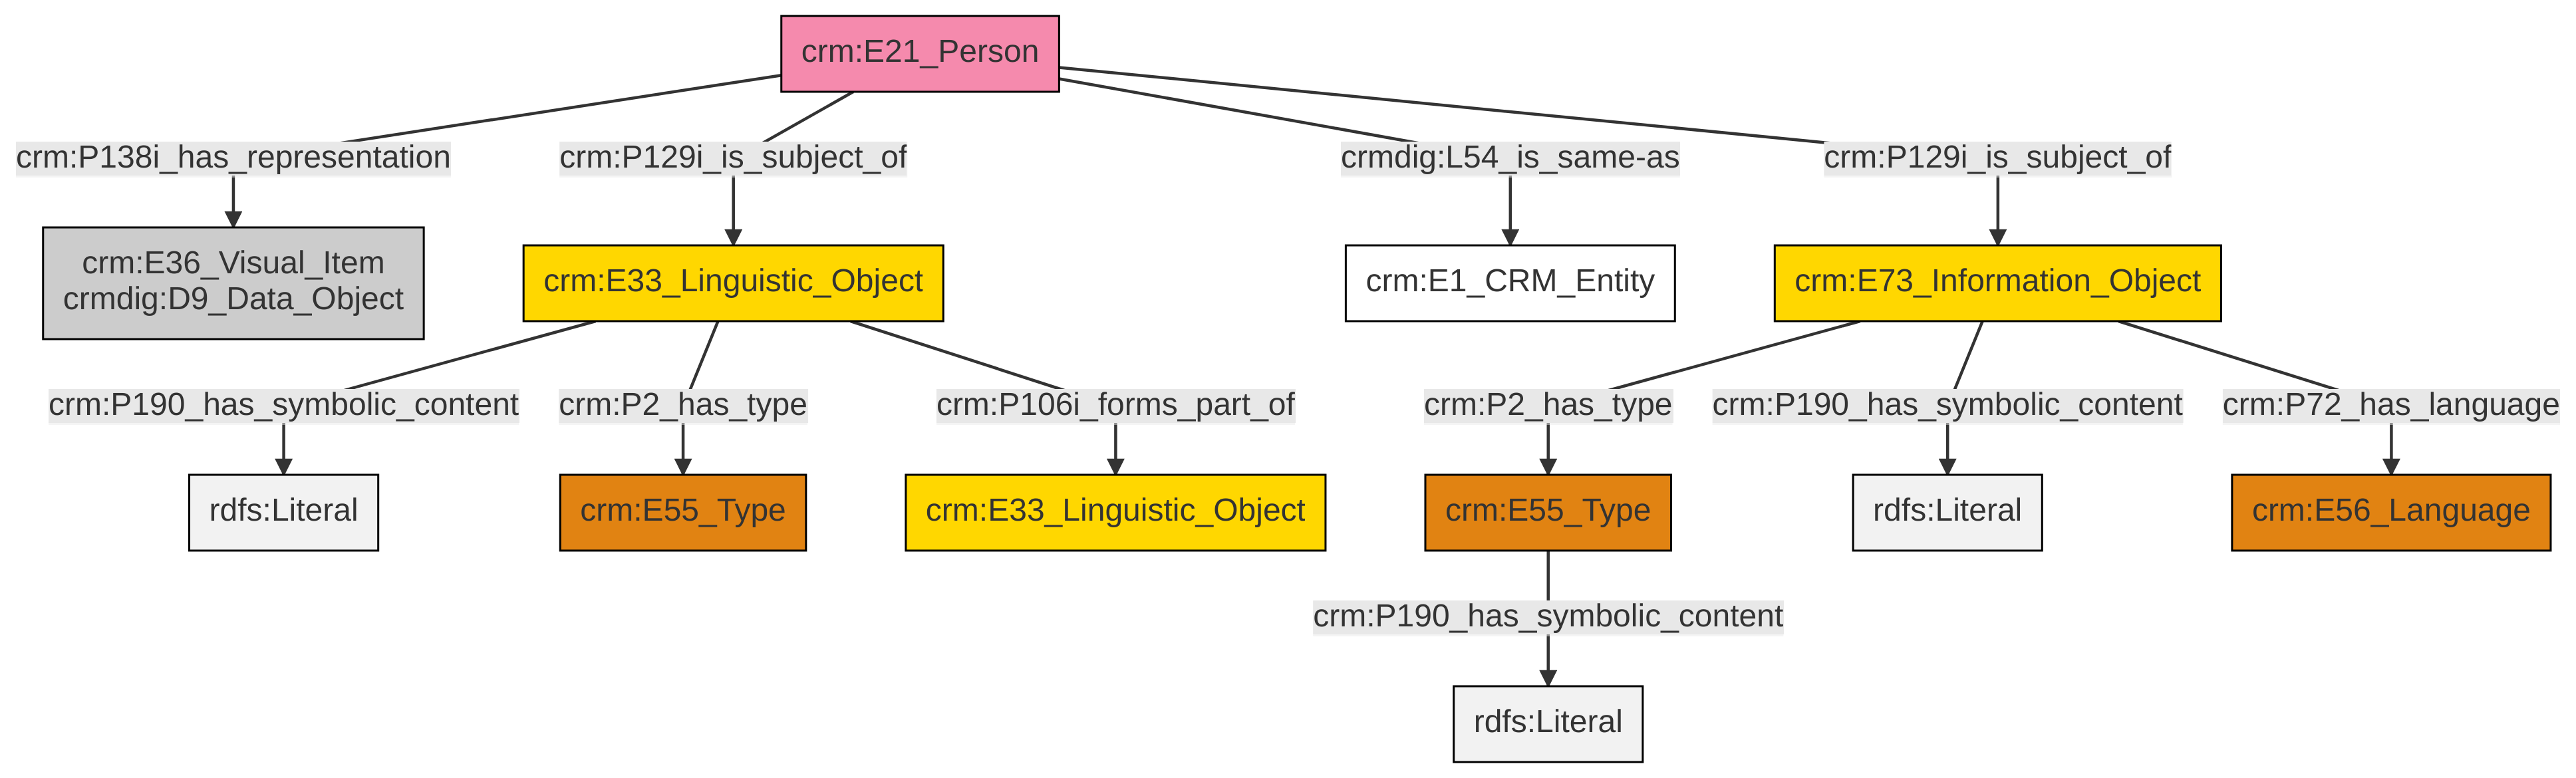 crm:E21_Person
crm:P138i_has_representation
crm:P129i_is_subject_of
crmdig:L54_is_same-as
crm:P129i_is_subject_of
crm:E36_Visual_Item
crmdig:D9_Data_Object
crm:E33_Linguistic_Object
crm:E1_CRM_Entity
crm:E73_Information_Object
crm:P190_has_symbolic_content
crm:P2_has_type
crm:P106i_forms_part_of
crm:P2_has_type
crm:P190_has_symbolic_content
crm:P72_has_language
rdfs:Literal
crm:E55_Type
crm:E33_Linguistic_Object
crm:E55_Type
rdfs:Literal
crm:E56_Language
crm:P190_has_symbolic_content
rdfs:Literal